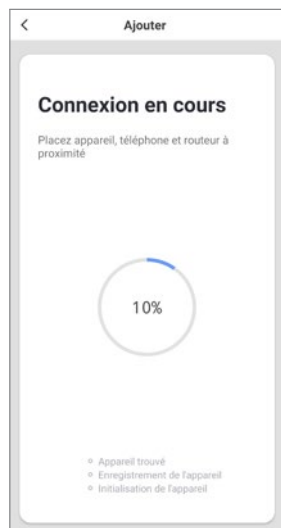 Ajouter
Connexion en cours
Placez appareil, téléphone et routeur à
proximité
10%
Appareil trouvé
Enregistrement de l'appareil
Initialisation de l'appareil